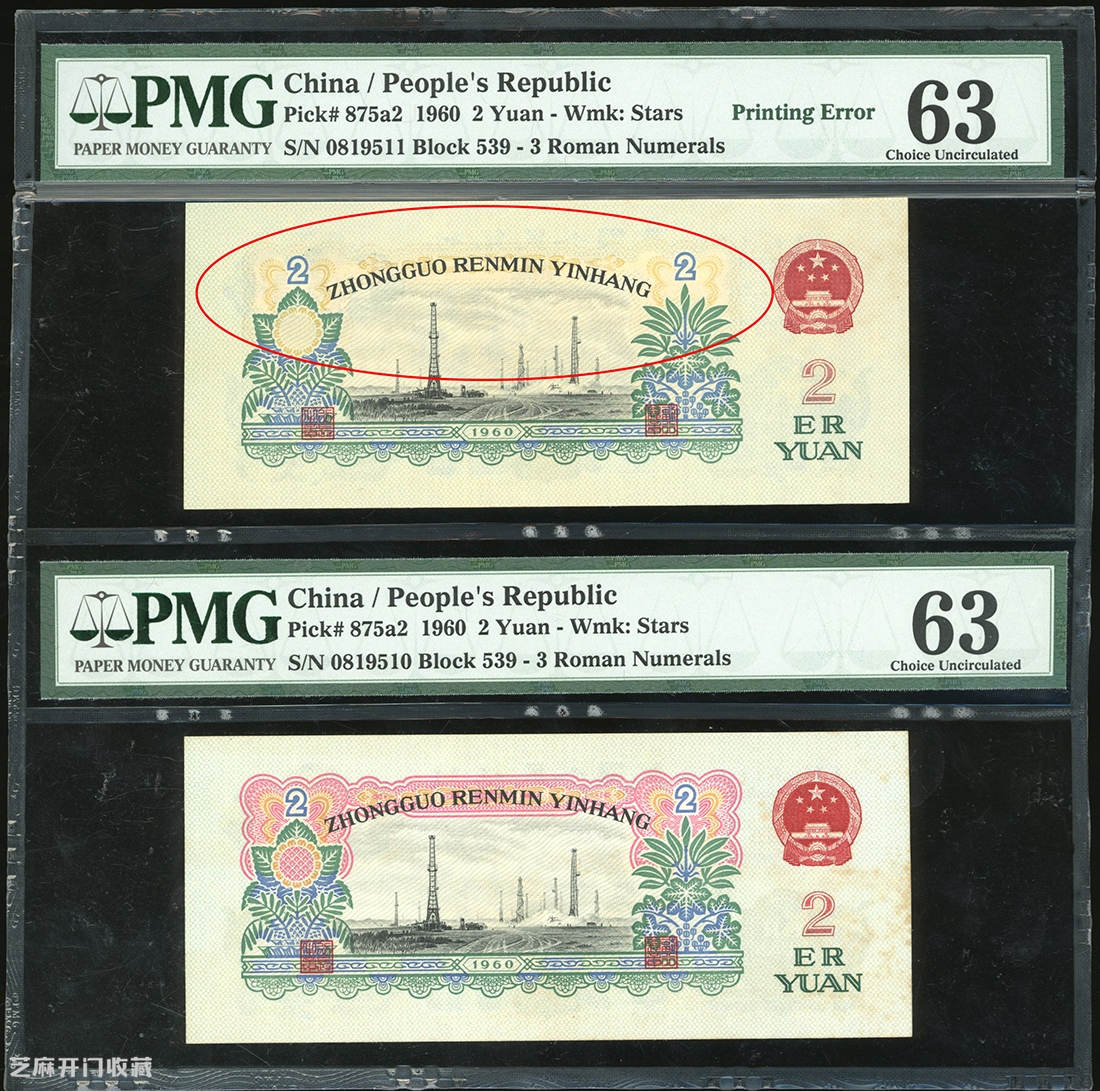 PMG
PAPER MONEY GUARANTY
China / People's Republic
Pick# 875a2 1960 2 Yuan - Wmk: Stars
S/N 0819511 Block 539 - 3 Roman Numerals
Printing Error
63
Choice Uncirculated
2
ZHONGGUO RENMIN YINHANG
2
1960
2
ER
YUAN
PMG
PAPER MONEY GUARANTY
China / People's Republic
Pick# 875a2 1960 2 Yuan - Wmk: Stars
S/N 0819510 Block 539 - 3 Roman Numerals
63
Choice Uncirculated
2
ZHONGGUO RENMIN YINHANG
2
1960
2
ER
YUAN
芝麻开门收藏